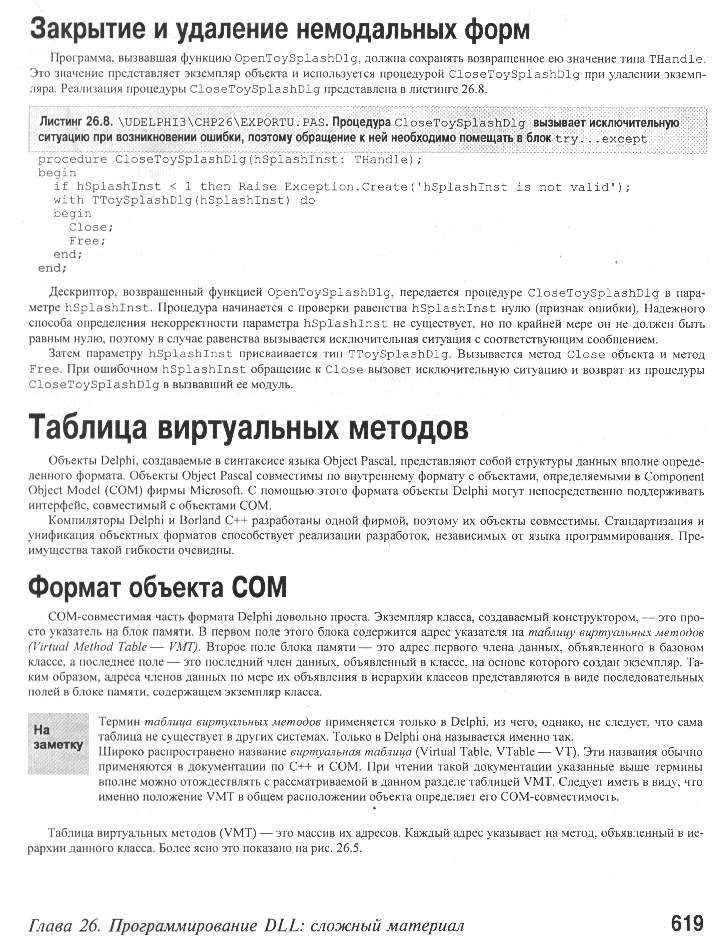 Закрытие и удаление немодальных форм
Программа, вызвавшая функцию OpenToySplashDlg, должна сохранять возвращенное ею значение типа THandle.
Это значение представляет экземпляр объекта и используется процедурой CloseToySplashDlg при удалении экземп-
ляра. Реализация процедуры CloseToySplashDlg представлена в листинге 26.8.
Листинг 26.8. \UDELPHI3\CHP26\EXPORTU.PAS. Процедура CloseToySplashDlg вызывает исключительную
ситуацию при возникновении ошибки, поэтому обращение к ней необходимо помещать в блок try...except
procedure CloseToySplashDlg(hSplashInst: THandle);
begin
if hSplashInst < 1 then Raise Exception.Create('hSplashInst is not valid');
with TToySplashDlg(hSplashInst) do
begin
Close;
Free;
end;
end;
Дескриптор, возвращенный функцией OpenToySplashDlg, передается процедуре CloseToySplashDlg в пара-
метре hSplashInst. Процедура начинается с проверки равенства hSplashInst нулю (признак ошибки). Надежного
способа определения некорректности параметра hSplashInst не существует, но по крайней мере он не должен быть
равным нулю, поэтому в случае равенства вызывается исключительная ситуация с соответствующим сообщением.
Затем параметру hSplashInst присваивается тип TToySplashDlg. Вызывается метод Close объекта и метод
Free. При ошибочном hSplashInst обращение к Close вызовет исключительную ситуацию и возврат из процедуры
CloseToySplashDlg в вызвавший ее модуль.
Таблица виртуальных методов
Объекты Delphi, создаваемые в синтаксисе языка Object Pascal, представляют собой структуры данных вполне опреде-
ленного формата. Объекты Object Pascal совместимы по внутреннему формату с объектами, определяемыми в Component
Object Model (COM) фирмы Microsoft. С помощью этого формата объекты Delphi могут непосредственно поддерживать
интерфейс, совместимый с объектами COM.
Компиляторы Delphi и Borland C++ разработаны одной фирмой, поэтому их объекты совместимы. Стандартизация и
унификация объектных форматов способствует реализации разработок, независимых от языка программирования. Пре-
имущества такой гибкости очевидны.
Формат объекта COM
COM-совместимая часть формата Delphi довольно проста. Экземпляр класса, создаваемый конструктором, — это про-
сто указатель на блок памяти. В первом поле этого блока содержится адрес указателя на таблицу виртуальных методов
(Virtual Method Table — VMT). Второе поле блока памяти — это адрес первого члена данных, объявленного в базовом
классе, а последнее поле — это последний член данных, объявленный в классе, на основе которого создан экземпляр. Та-
ким образом, адреса членов данных по мере их объявления в иерархии классов представляются в виде последовательных
полей в блоке памяти, содержащем экземпляр класса.
На
заметку
Термин таблица виртуальных методов применяется только в Delphi, из чего, однако, не следует, что сама
таблица не существует в других системах. Только в Delphi она называется именно так.
Широко распространено название виртуальная таблица (Virtual Table, VTable — VT). Эти названия обычно
применяются в документации по C++ и COM. При чтении такой документации указанные выше термины
вполне можно отождествлять с рассматриваемой в данном разделе таблицей VMT. Следует иметь в виду, что
именно положение VMT в общем расположении объекта определяет его COM-совместимость.
Таблица виртуальных методов (VMT) — это массив их адресов. Каждый адрес указывает на метод, объявленный в ие-
рархии данного класса. Более ясно это показано на рис. 26.5.
Глава 26. Программирование DLL: сложный материал
619